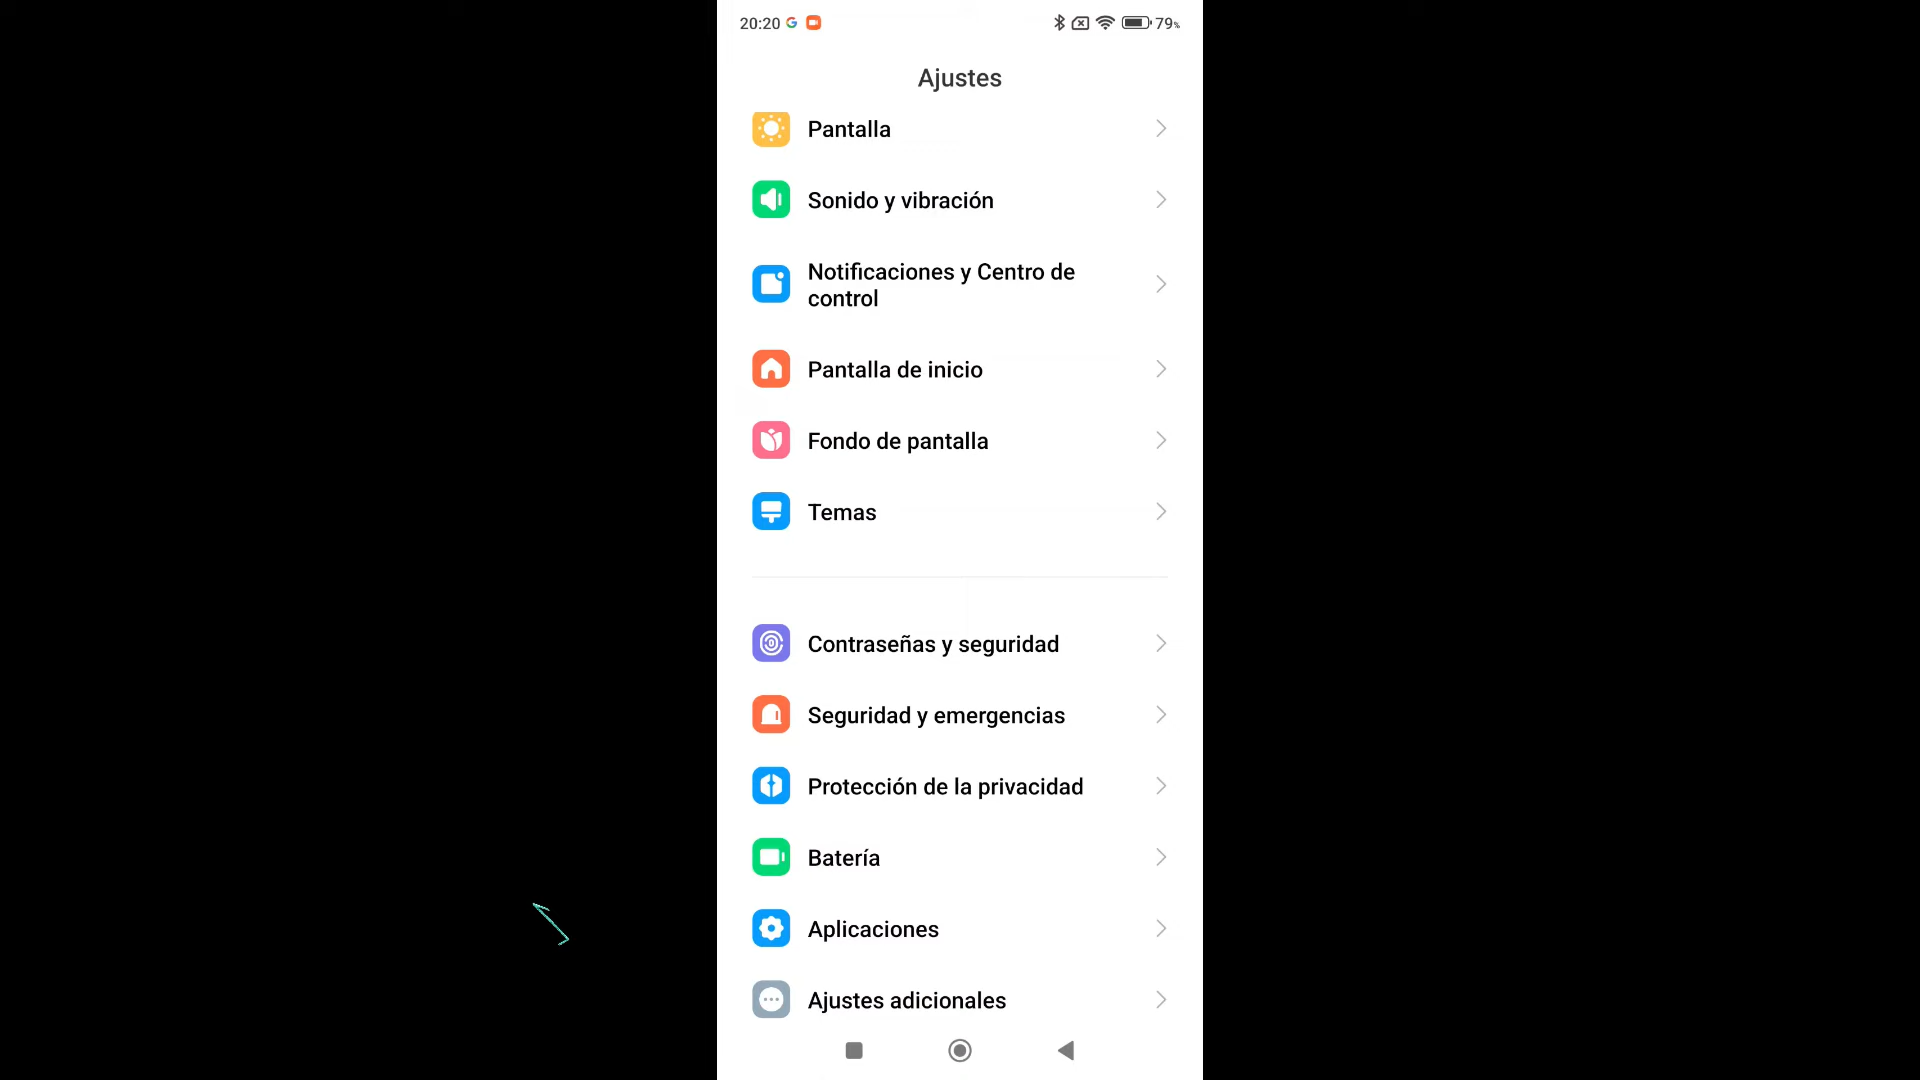 20:20
79%
Ajustes
Pantalla
Sonido y vibración
Notificaciones y Centro de
control
Pantalla de inicio
Fondo de pantalla
Temas
Contraseñas y seguridad
Seguridad y emergencias
Protección de la privacidad
Batería
Aplicaciones
Ajustes adicionales